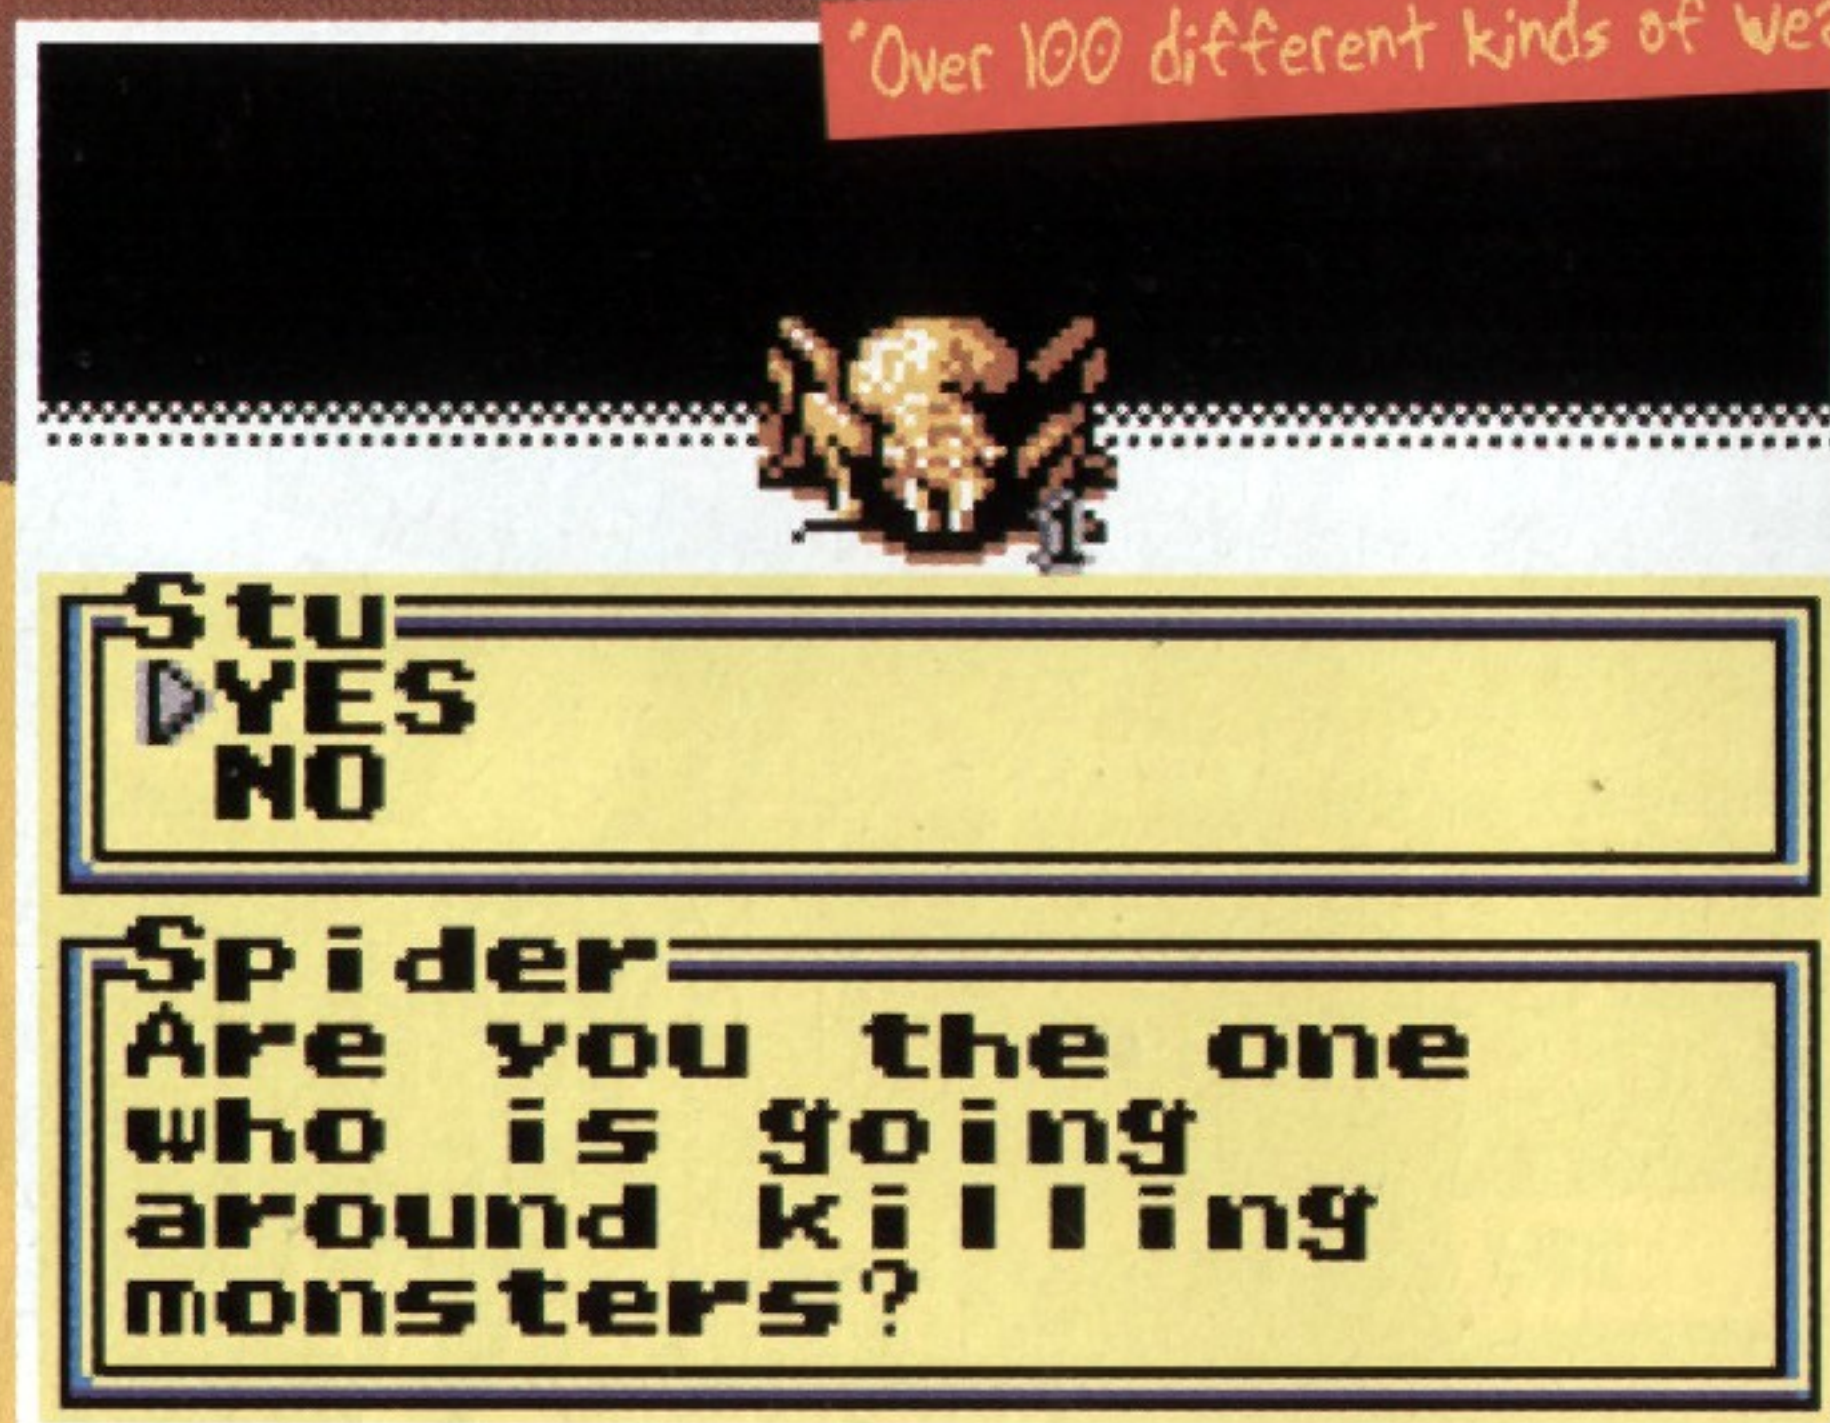 "Over 100 different kinds of
1
Stu
YES
NO
Spider
Are you the one
who is going
around killing
monsters?